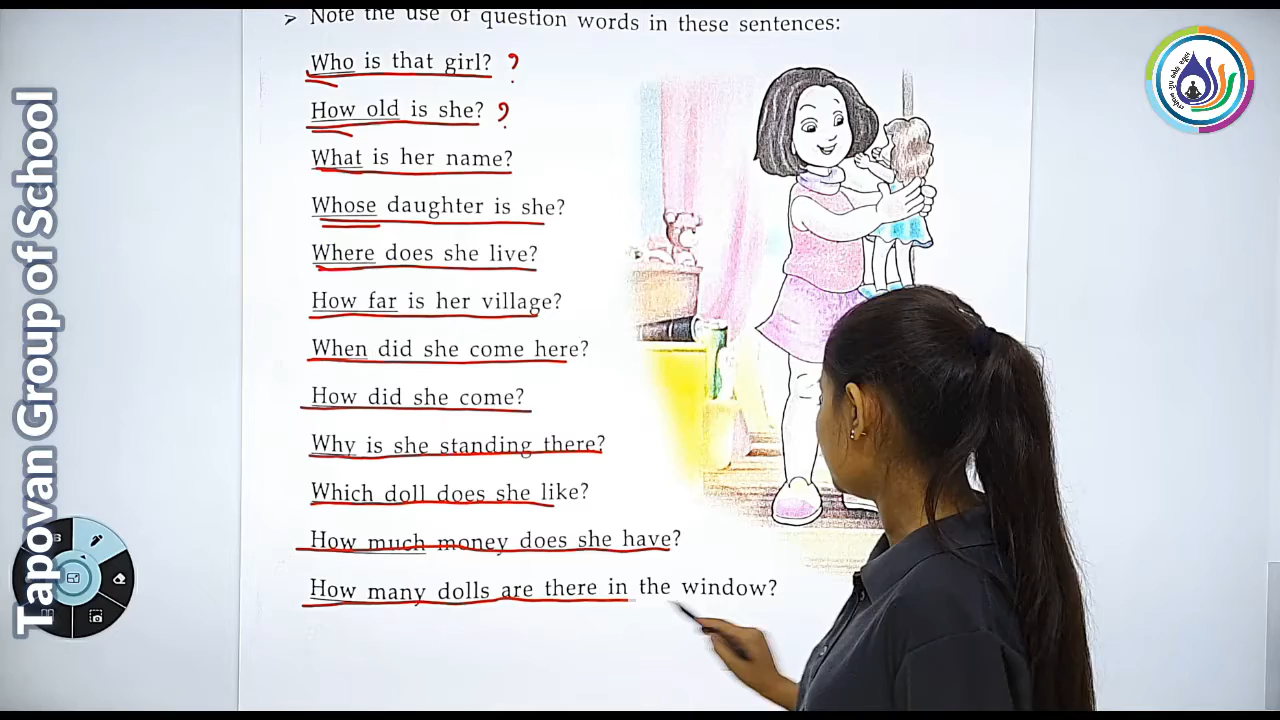 ➢ Note the use of question words in these sentences:
Who is that girl? ?
How old is she? ?
What is her name?
Whose daughter is she?
Where does she live?
How far is her village?
When did she come here?
How did she come?
Why is she standing there?
Which doll does she like?
How much money does she have?
How many dolls are there in the window?
Tapovan Group of School